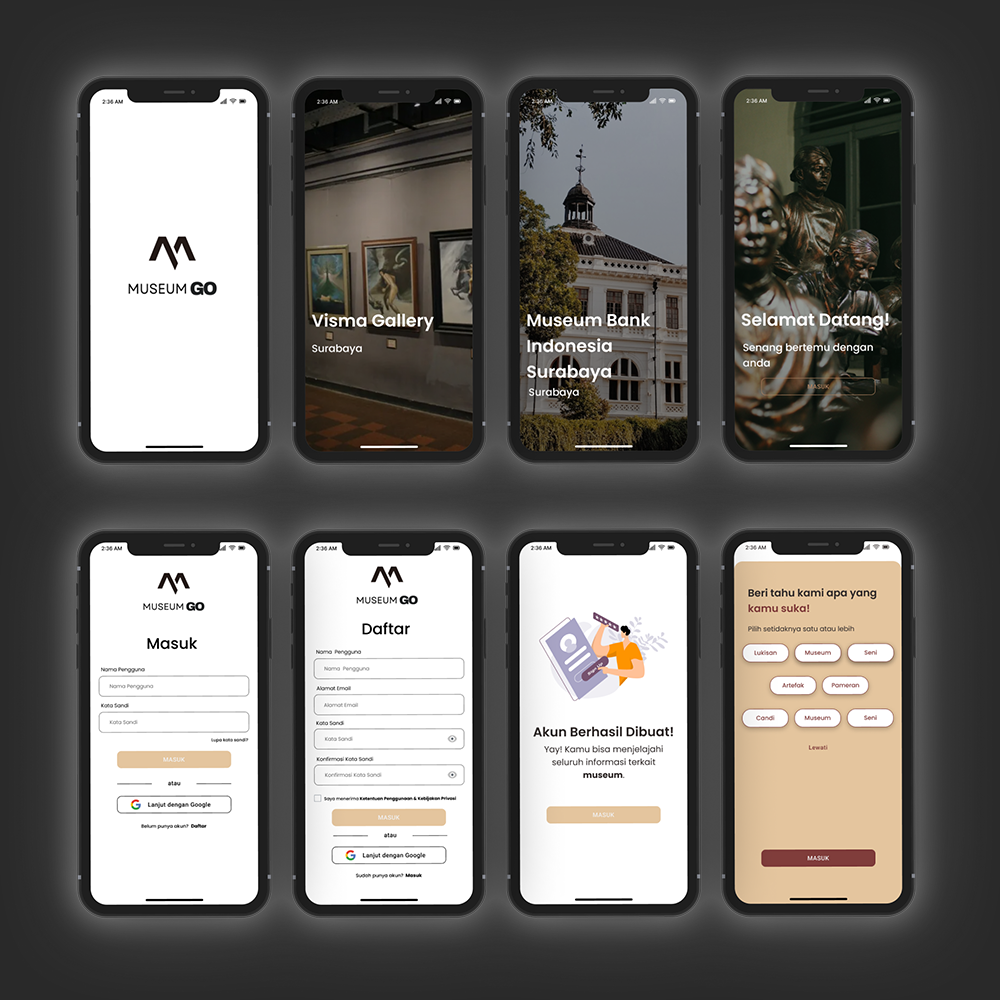 2:36 AM
MUSEUM GO
2:36 AM
Visma Gallery
Surabaya
2:36 AM
Museum Bank
Indonesia
Surabaya
Surabaya
2:36 AM
Selamat Datang!
Senang bertemu dengan
anda
MASUK
2:36 AM
MUSEUM GO
Masuk
Nama Pengguna
Nama Pengguna
Kata Sandi
Kata Sandi
Lupa kata sandi?
MASUK
atau
Lanjut dengan Google
Belum punya akun? Daftar
2:36 AM
MUSEUM GO
Daftar
Nama Pengguna
Nama Pengguna
Alamat Email
Alamat Email
Kata Sandi
Kata Sandi
Konfirmasi Kata Sandi
Konfirmasi Kata Sandi
Saya menerima Ketentuan Penggunaan & Kebijakan Privasi
MASUK
atau
Lanjut dengan Google
Sudah punya akun? Masuk
2:36 AM
Akun Berhasil Dibuat!
Yay! Kamu bisa menjelajahi
seluruh informasi terkait
museum.
MASUK
2:36 AM
Beri tahu kami apa yang
kamu suka!
Pilih setidaknya satu atau lebih
Lukisan Museum Seni
Artefak Pameran
Candi Museum Seni
Lewati
MASUK